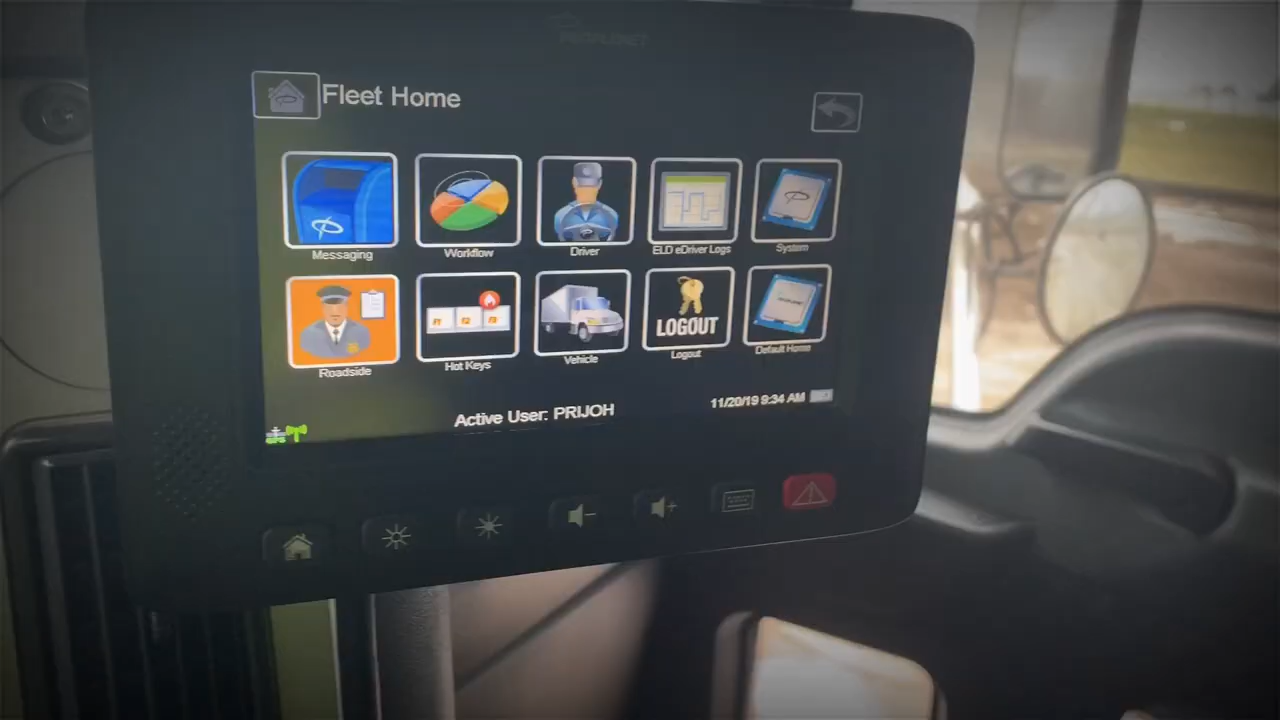 Fleet Home
Messaging
Workflow
Driver
ELD eDriver Logs
System
LOGOUT
Roadside
Hot Keys
Vehicle
Logout
Default Home
Active User: PRIJOH
11/20/19 9:34 AM
GPS